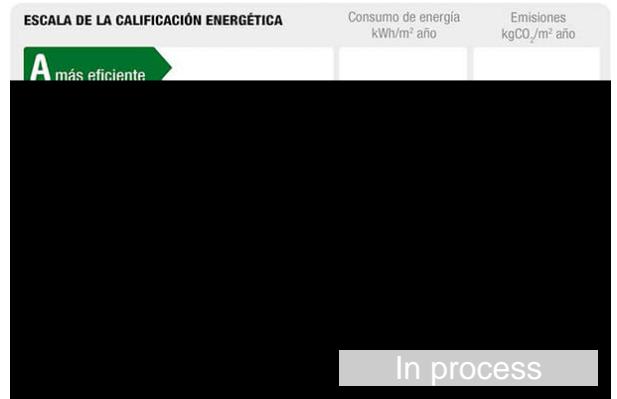 ESCALA DE LA CALIFICACIÓN ENERGÉTICA
Consumo de energía
kWh/m² año
Emisiones
kgCO₂/m² año
A más eficiente
In process